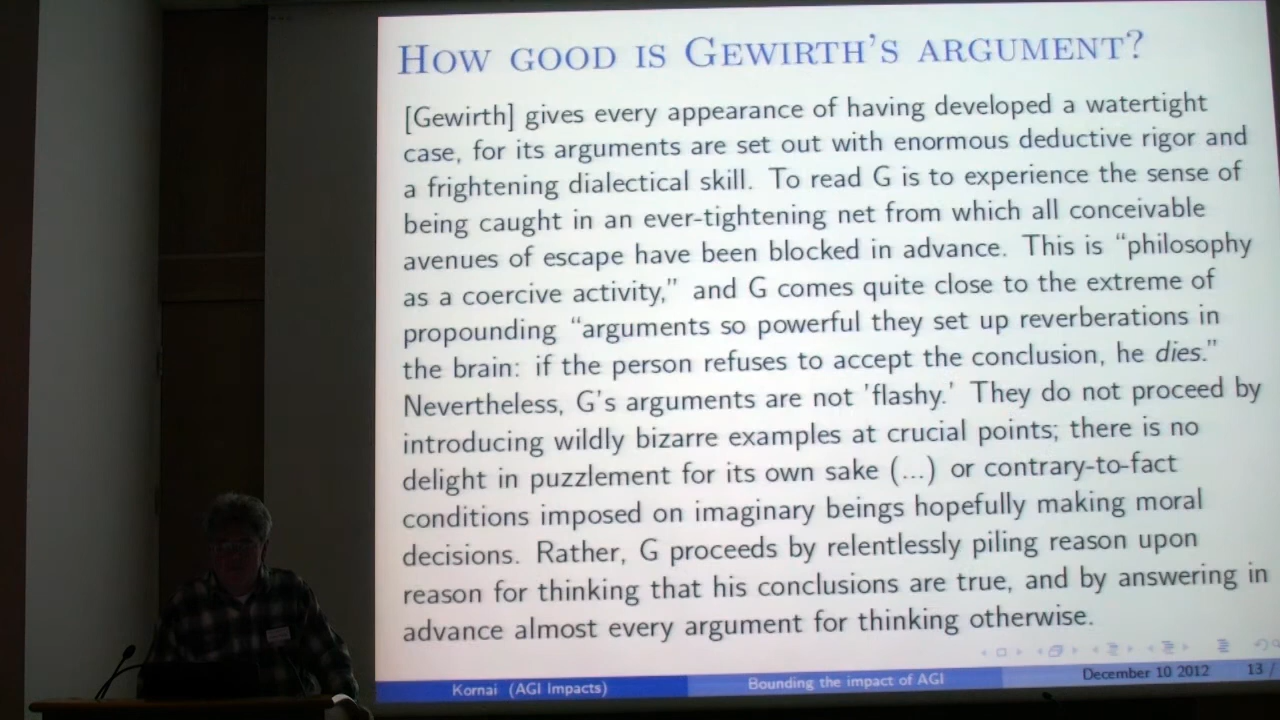 HOW GOOD IS GEWIRTH'S ARGUMENT?
[Gewirth] gives every appearance of having developed a watertight
case, for its arguments are set out with enormous deductive rigor and
a frightening dialectical skill. To read G is to experience the sense of
being caught in an ever-tightening net from which all conceivable
avenues of escape have been blocked in advance. This is “philosophy
as a coercive activity,” and G comes quite close to the extreme of
propounding “arguments so powerful they set up reverberations in
the brain: if the person refuses to accept the conclusion, he dies.”
Nevertheless, G's arguments are not 'flashy.' They do not proceed by
introducing wildly bizarre examples at crucial points; there is no
delight in puzzlement for its own sake (...) or contrary-to-fact
conditions imposed on imaginary beings hopefully making moral
decisions. Rather, G proceeds by relentlessly piling reason upon
reason for thinking that his conclusions are true, and by answering in
advance almost every argument for thinking otherwise.
Kornai (AGI Impacts) Bounding the impact of AGI December 10 2012 13 /